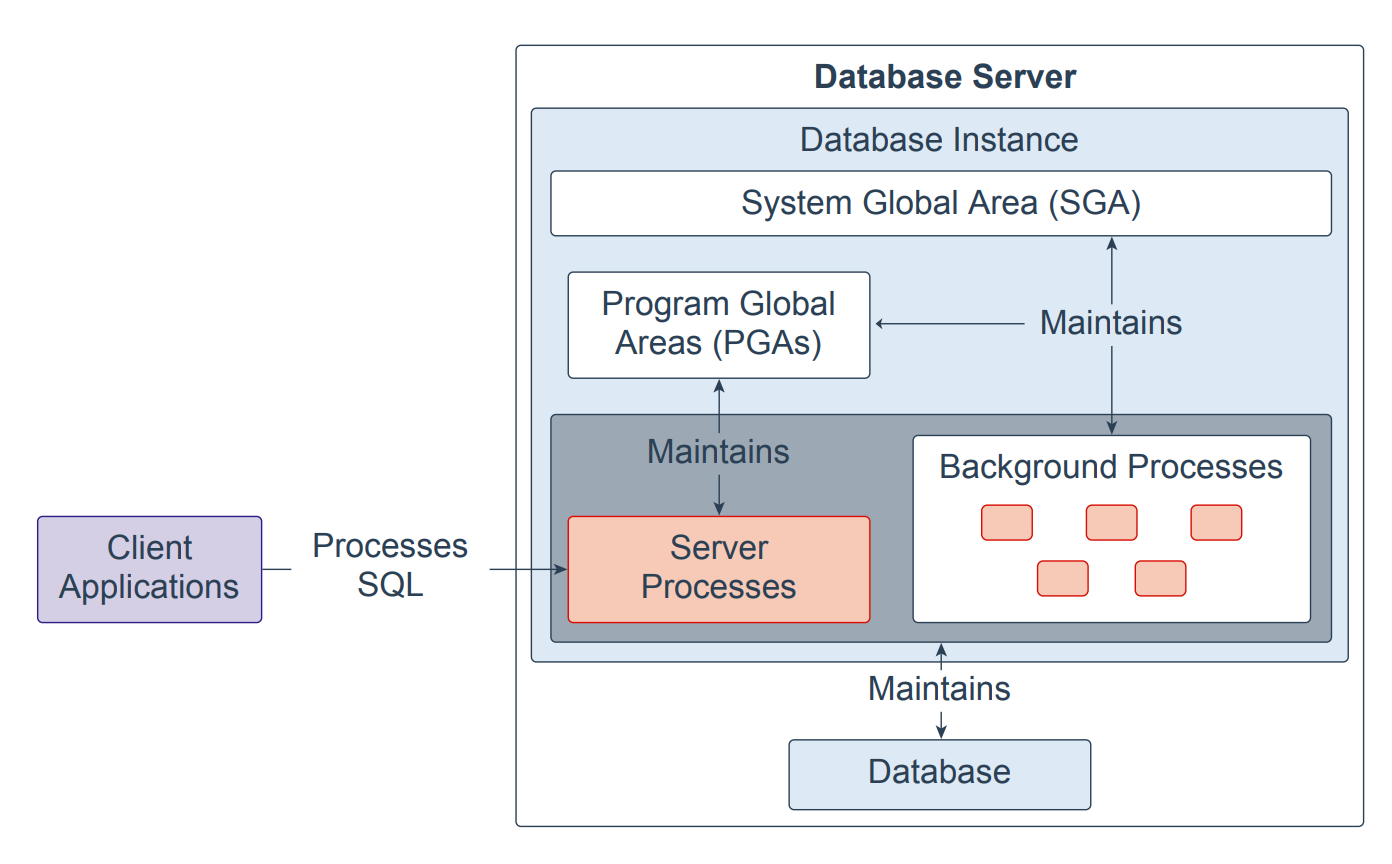 Database Server
Database Instance
System Global Area (SGA)
Program Global
Areas (PGAs)
Maintains
Maintains
Background Processes
Client
Applications
Processes
SQL
Server
Processes
Maintains
Database